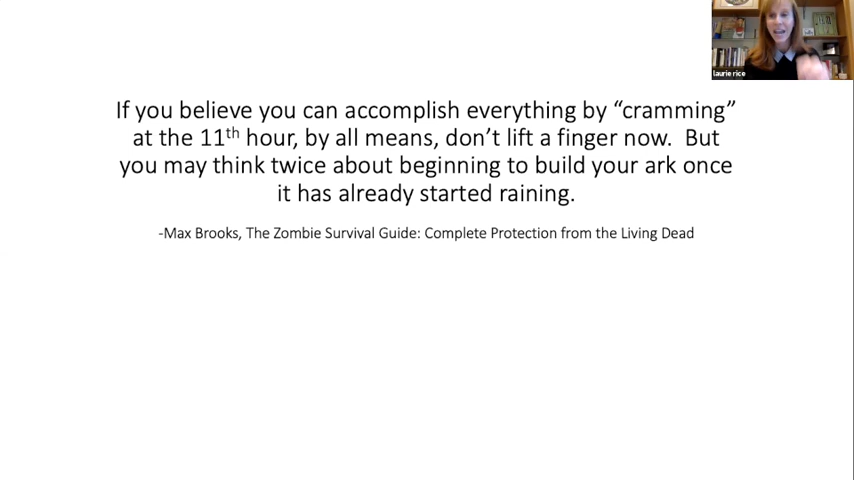 laurie rice
If you believe you can accomplish everything by “cramming”
at the 11th hour, by all means, don’t lift a finger now.  But
you may think twice about beginning to build your ark once
it has already started raining.
-Max Brooks, The Zombie Survival Guide: Complete Protection from the Living Dead